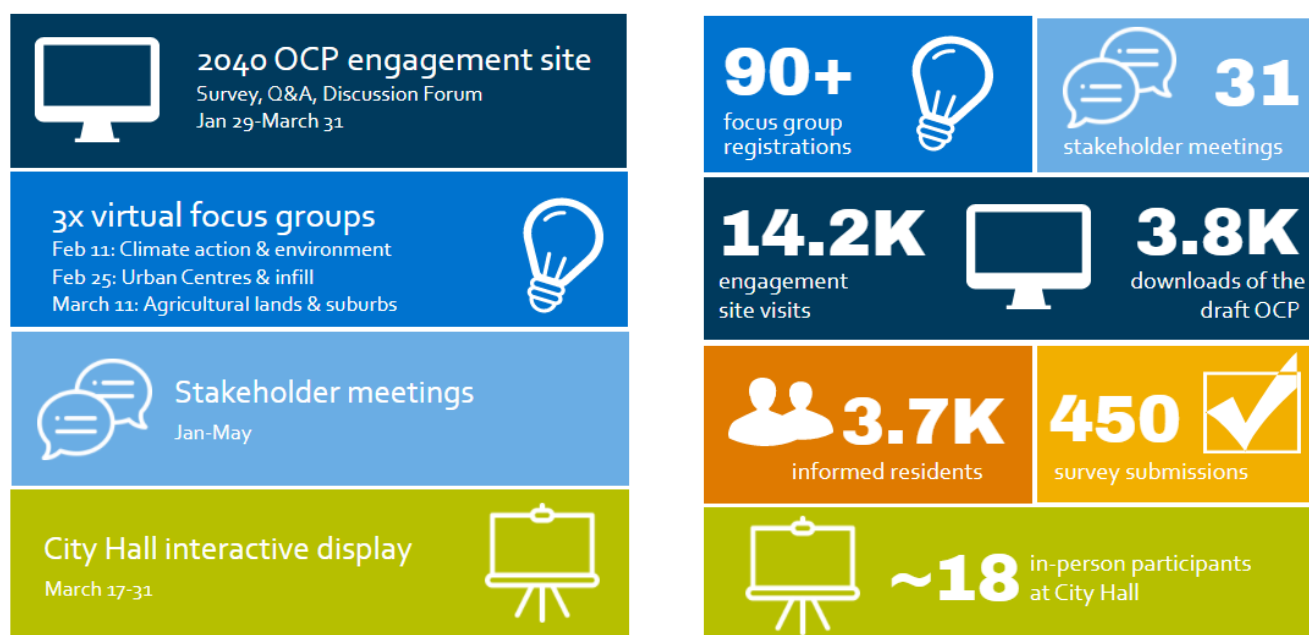 2040 OCP engagement site
Survey, Q&A, Discussion Forum
Jan 29-March 31
3x virtual focus groups
Feb 11: Climate action & environment
Feb 25: Urban Centres & infill
March 11: Agricultural lands & suburbs
Stakeholder meetings
Jan-May
City Hall interactive display
March 17-31
90+
focus group
registrations
31
stakeholder meetings
14.2K
engagement
site visits
3.8K
downloads of the
draft OCP
3.7K
informed residents
450
survey submissions
~18
in-person participants
at City Hall